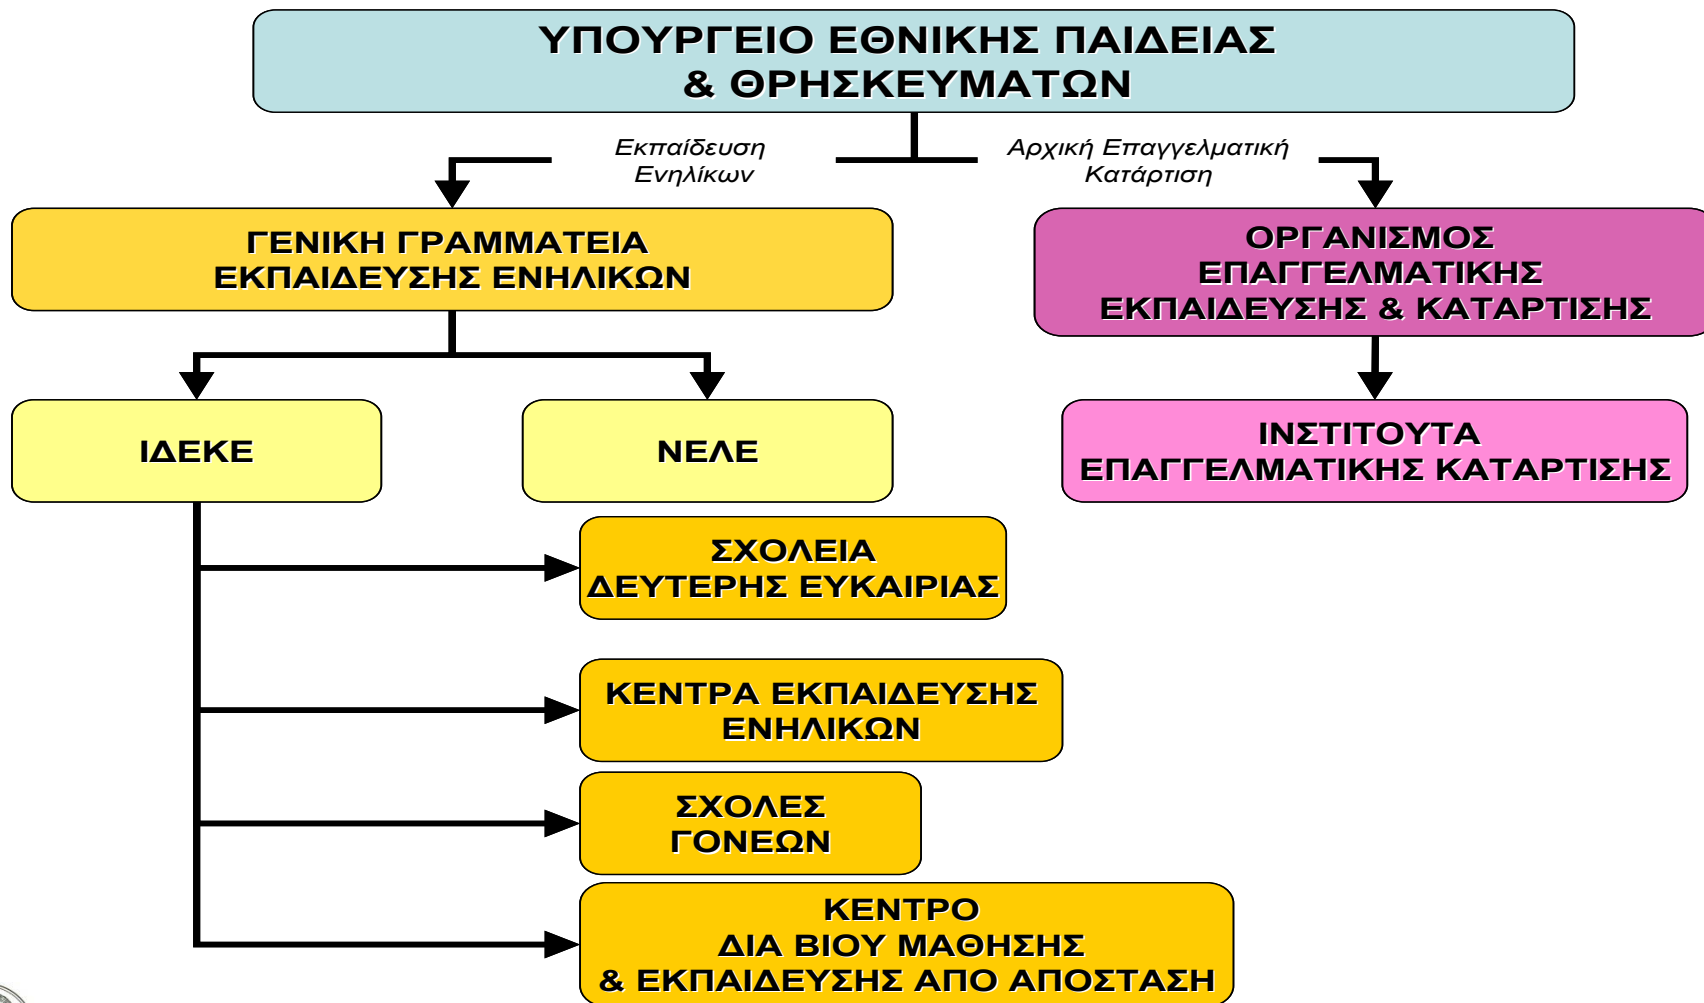 ΥΠΟΥΡΓΕΙΟ ΕΘΝΙΚΗΣ ΠΑΙΔΕΙΑΣ
& ΘΡΗΣΚΕΥΜΑΤΩΝ
Εκπαίδευση
Ενηλίκων
Αρχική Επαγγελματική
Κατάρτιση
ΓΕΝΙΚΗ ΓΡΑΜΜΑΤΕΙΑ
ΕΚΠΑΙΔΕΥΣΗΣ ΕΝΗΛΙΚΩΝ
ΟΡΓΑΝΙΣΜΟΣ
ΕΠΑΓΓΕΛΜΑΤΙΚΗΣ
ΕΚΠΑΙΔΕΥΣΗΣ & ΚΑΤΑΡΤΙΣΗΣ
ΙΔΕΚΕ
ΝΕΛΕ
ΙΝΣΤΙΤΟΥΤΑ
ΕΠΑΓΓΕΛΜΑΤΙΚΗΣ ΚΑΤΑΡΤΙΣΗΣ
ΣΧΟΛΕΙΑ
ΔΕΥΤΕΡΗΣ ΕΥΚΑΙΡΙΑΣ
ΚΕΝΤΡΑ ΕΚΠΑΙΔΕΥΣΗΣ
ΕΝΗΛΙΚΩΝ
ΣΧΟΛΕΣ
ΓΟΝΕΩΝ
ΚΕΝΤΡΟ
ΔΙΑ ΒΙΟΥ ΜΑΘΗΣΗΣ
& ΕΚΠΑΙΔΕΥΣΗΣ ΑΠΟ ΑΠΟΣΤΑΣΗ